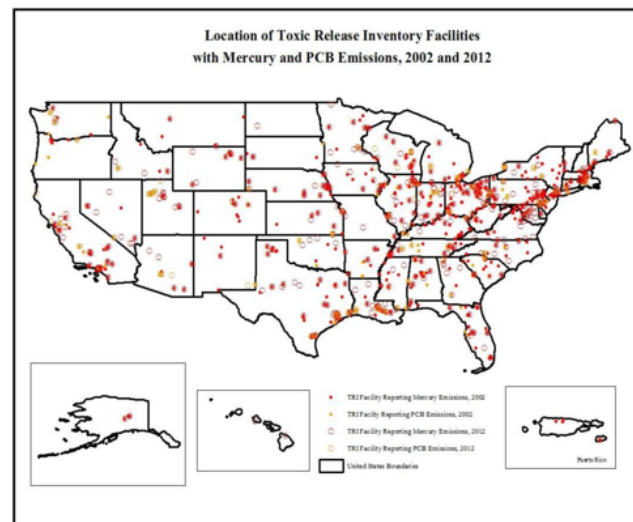 Location of Toxic Release Inventory Facilities
with Mercury and PCB Emissions, 2002 and 2012
TRI Facility Reporting Mercury Emissions, 2002
TRI Facility Reporting PCB Emissions, 2002
TRI Facility Reporting Mercury Emissions, 2012
TRI Facility Reporting PCB Emissions, 2012
United States Boundaries
Puerto Rico